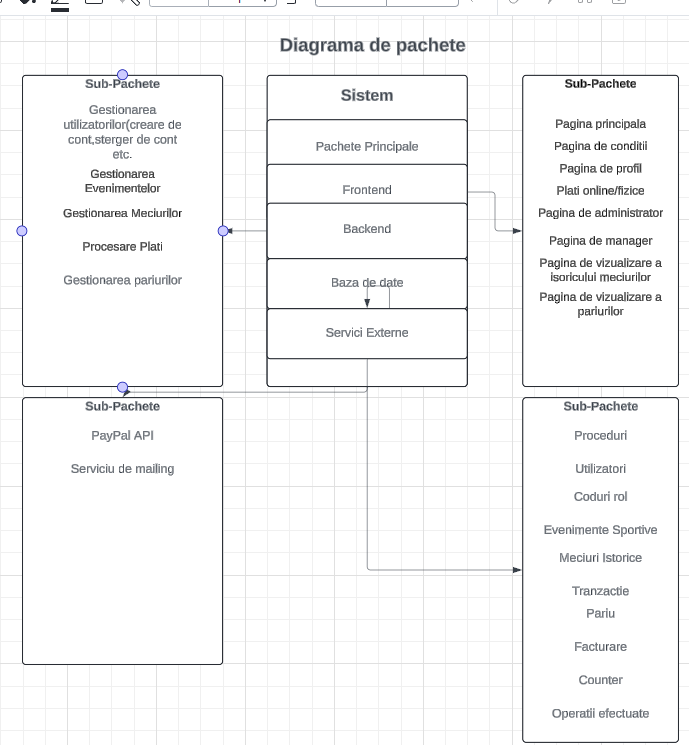 Diagrama de pachete
Sub-Pachete
Gestionarea
utilizatorilor(creare de
cont,sterger de cont
etc.
Gestionarea
Evenimentelor
Gestionarea Meciurilor
Procesare Plati
Gestionarea pariurilor
Sistem
Pachete Principale
Frontend
Backend
Baza de date
Servici Externe
Sub-Pachete
Pagina principala
Pagina de conditii
Pagina de profil
Plati online/fizice
Pagina de administrator
Pagina de manager
Pagina de vizualizare a
isoricului meciurilor
Pagina de vizualizare a
pariurilor
Sub-Pachete
PayPal API
Serviciu de mailing
Sub-Pachete
Proceduri
Utilizatori
Coduri rol
Evenimente Sportive
Meciuri Istorice
Tranzactie
Pariu
Facturare
Counter
Operatii efectuate